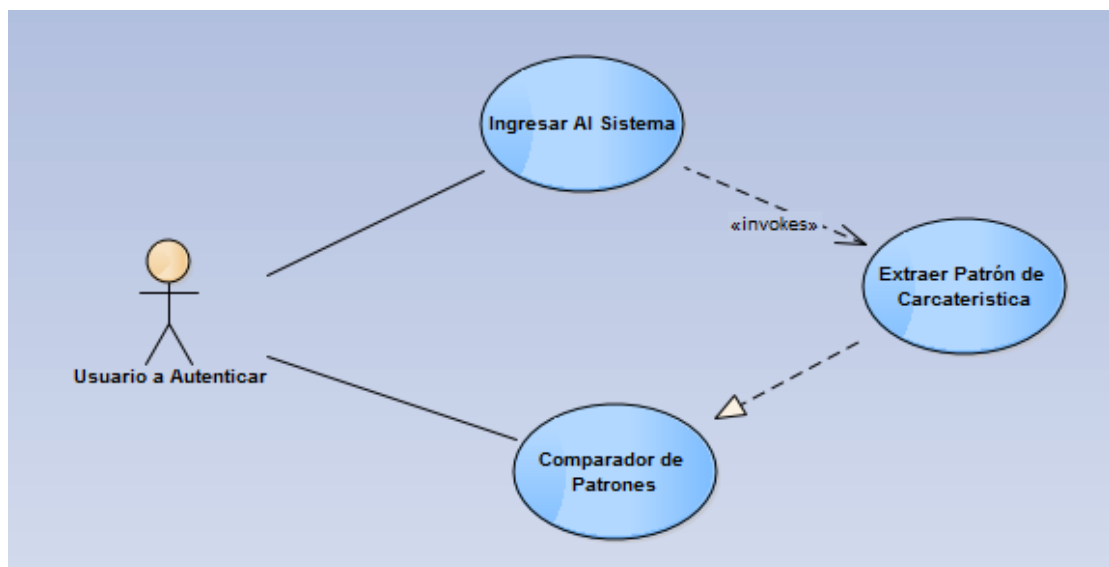 Ingresar Al Sistema
«invokes»
Extraer Patrón de
Carcateristica
Usuario a Autenticar
Comparador de
Patrones